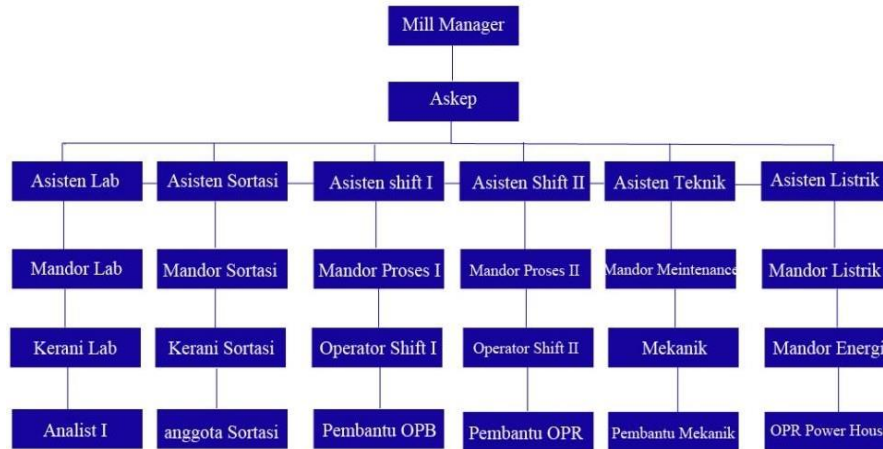 Mill Manager
Askep
Asisten Lab
Asisten Sortasi
Asisten shift I
Asisten Shift II
Asisten Teknik
Asisten Listrik
Mandor Lab
Mandor Sortasi
Mandor Proses I
Mandor Proses II
Mandor Meintenance
Mandor Listrik
Kerani Lab
Kerani Sortasi
Operator Shift I
Operator Shift II
Mekanik
Mandor Energi
Analist I
anggota Sortasi
Pembantu OPB
Pembantu OPR
Pembantu Mekanik
OPR Power Hous